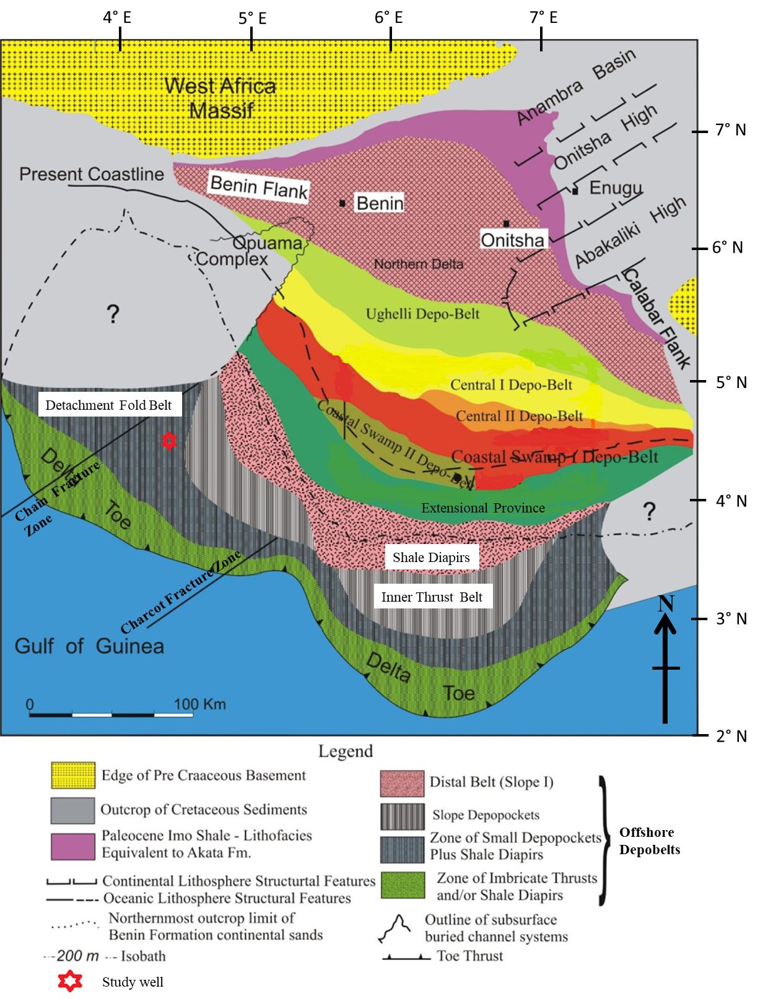 4° E
5° E
6° E
7° E
West Africa
Massif
Anambra Basin
7° N
Onitsha High
Present Coastline
Benin Flank
Enugu
Benin
Abakaliki High
Onitsha
6° N
Opuama
Complex
Northern Delta
Calabar Flank
?
Ughelli Depo-Belt
5° N
Central I Depo-Belt
Detachment Fold Belt
Central II Depo-Belt
Coastal Swamp II Depo-Belt
Coastal Swamp I Depo-Belt
Delta
Toe
Chain Fracture
Zone
4° N
Extensional Province
?
Shale Diapirs
Charcot Fracture Zone
Inner Thrust Belt
N
3° N
Gulf of Guinea
Delta
Toe
0
100 Km
2° N
Legend
Edge of Pre Craaceous Basement
Outcrop of Cretaceous Sediments
Paleocene Imo Shale - Lithofacies
Equivalent to Akata Fm.
Continental Lithosphere Structurtal Features
Oceanic Lithosphere Structural Features
Northernmost outcrop limit of
Benin Formation continental sands
200 m Isobath
Study well
Distal Belt (Slope I)
Slope Depopockets
Zone of Small Depopockets
Plus Shale Diapirs
Zone of Imbricate Thrusts
and/or Shale Diapirs
Offshore
Depobelts
Outline of subsurface
buried channel systems
Toe Thrust